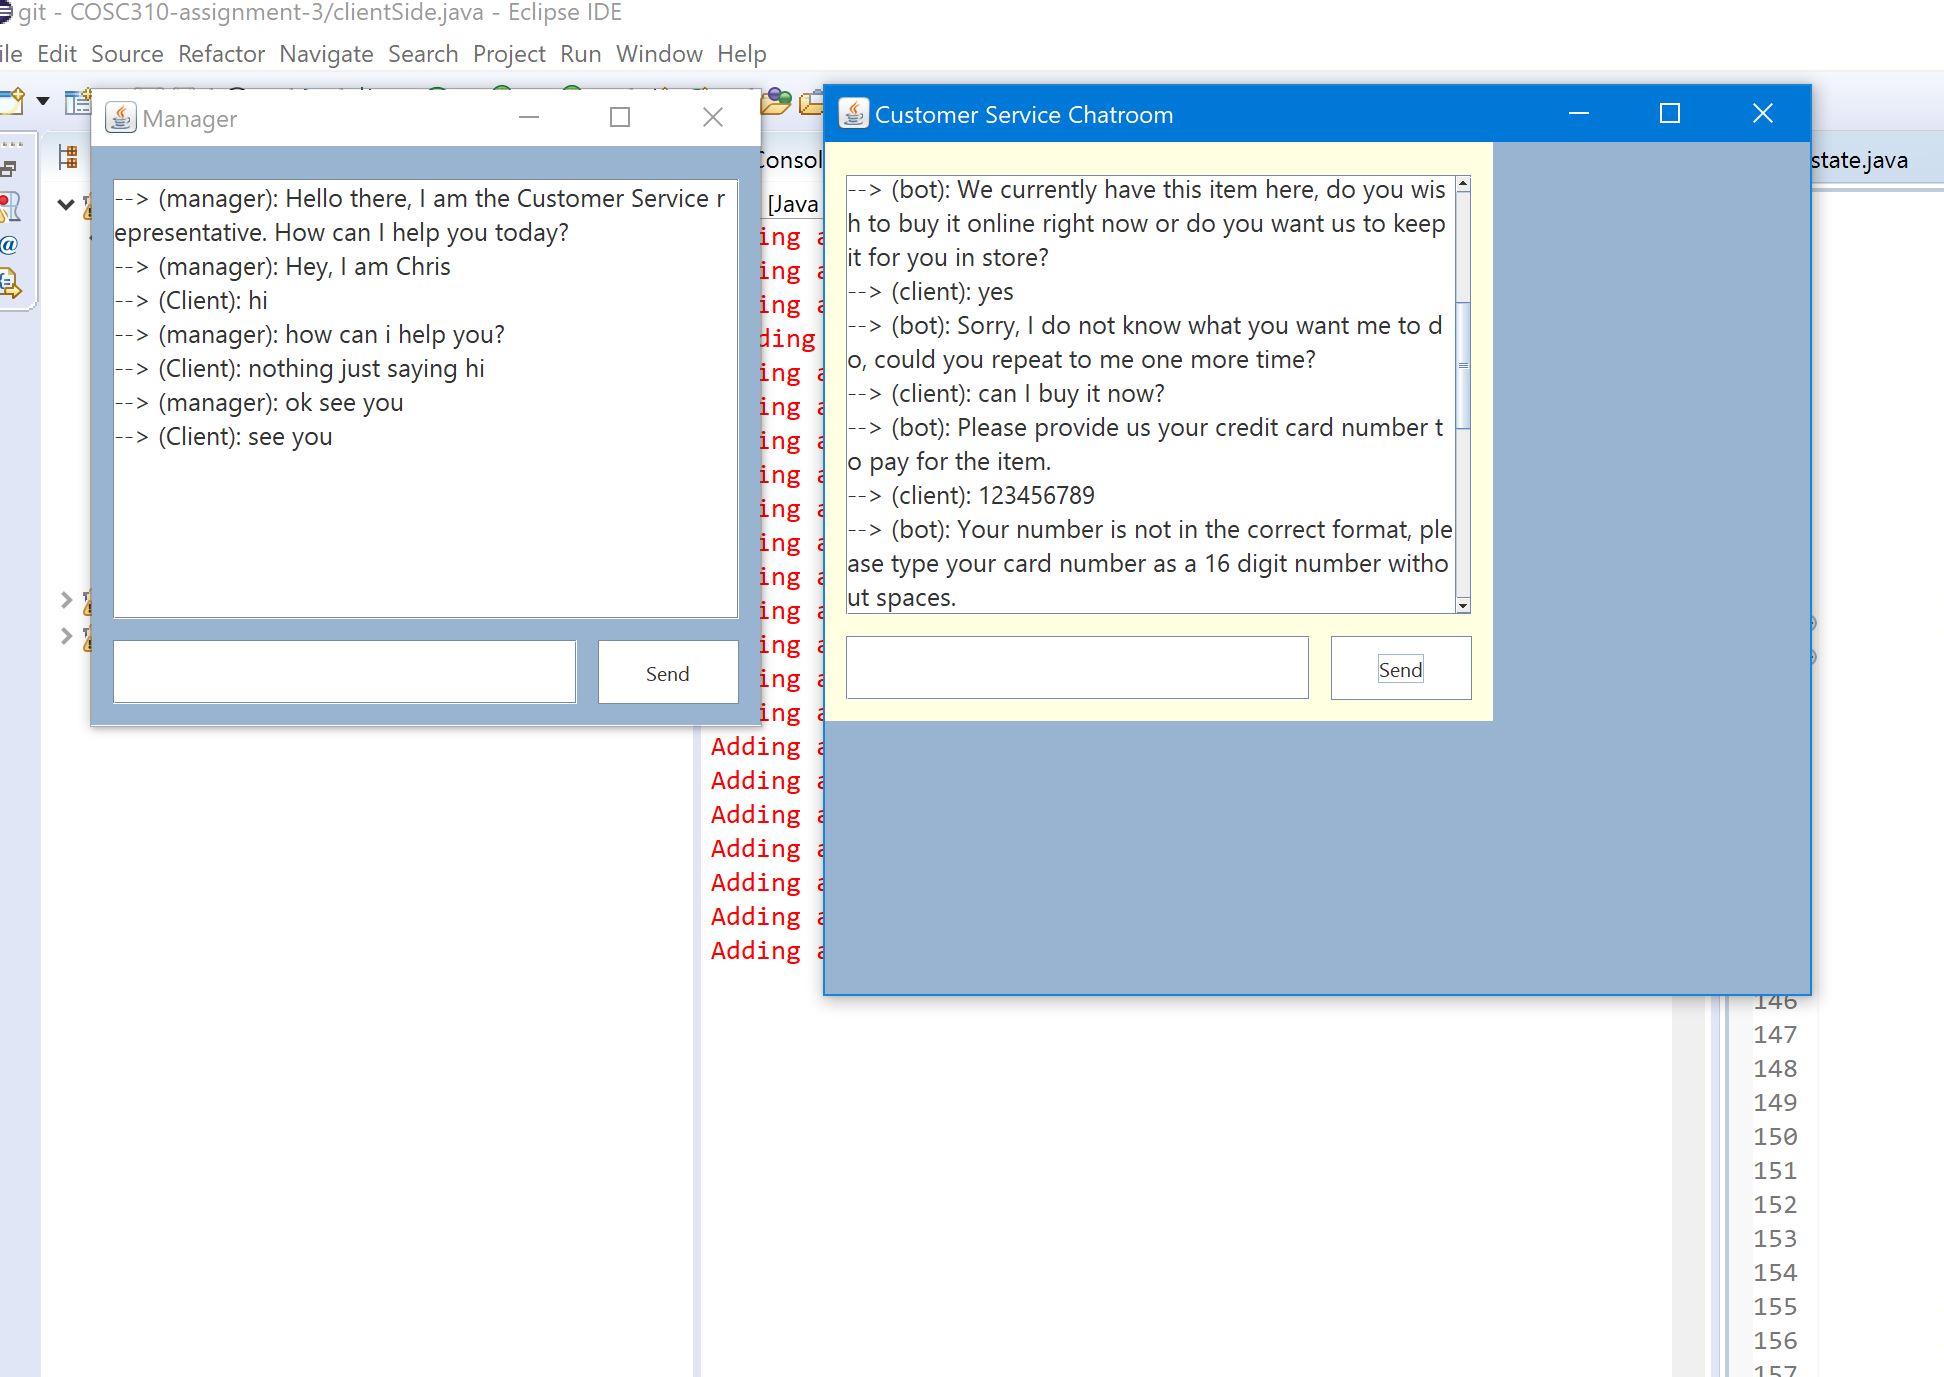 git - COSC310-assignment-3/clientSide.java - Eclipse IDE
ile Edit Source Refactor Navigate Search Project Run Window Help
Manager
--> (manager): Hello there, I am the Customer Service r
epresentative. How can I help you today?
--> (manager): Hey, I am Chris
--> (Client): hi
--> (manager): how can i help you?
--> (Client): nothing just saying hi
--> (manager): ok see you
--> (Client): see you
Send
Consol
[Java
ing a
ing a
ing a
ding
ing a
ing a
ing a
ing a
ing a
ing a
ing a
ing a
ing a
ing a
ing a
Adding a
Adding a
Adding a
Adding a
Adding a
Adding a
Adding a
Customer Service Chatroom
--> (bot): We currently have this item here, do you wis
h to buy it online right now or do you want us to keep
it for you in store?
--> (client): yes
--> (bot): Sorry, I do not know what you want me to d
o, could you repeat to me one more time?
--> (client): can I buy it now?
--> (bot): Please provide us your credit card number t
o pay for the item.
--> (client): 123456789
--> (bot): Your number is not in the correct format, ple
ase type your card number as a 16 digit number witho
ut spaces.
Send
state.java
146
147
148
149
150
151
152
153
154
155
156
157